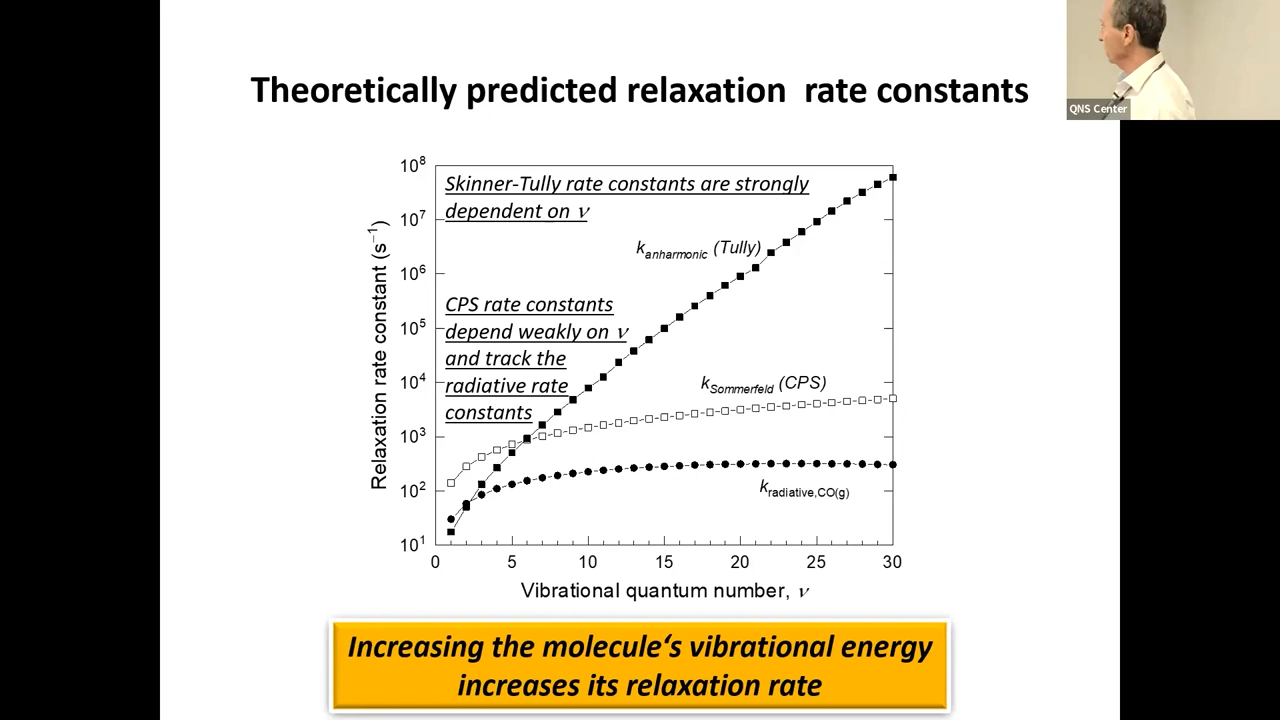 Theoretically predicted relaxation rate constants
QNS Center
Skinner-Tully rate constants are strongly
dependent on ν
k anharmonic (Tully)
CPS rate constants
depend weakly on ν
and track the
radiative rate
constants
k Sommerfeld (CPS)
k radiative,CO(g)
Relaxation rate constant (s⁻¹)
10⁸
10⁷
10⁶
10⁵
10⁴
10³
10²
10¹
0 5 10 15 20 25 30
Vibrational quantum number, ν
Increasing the molecule‘s vibrational energy
increases its relaxation rate